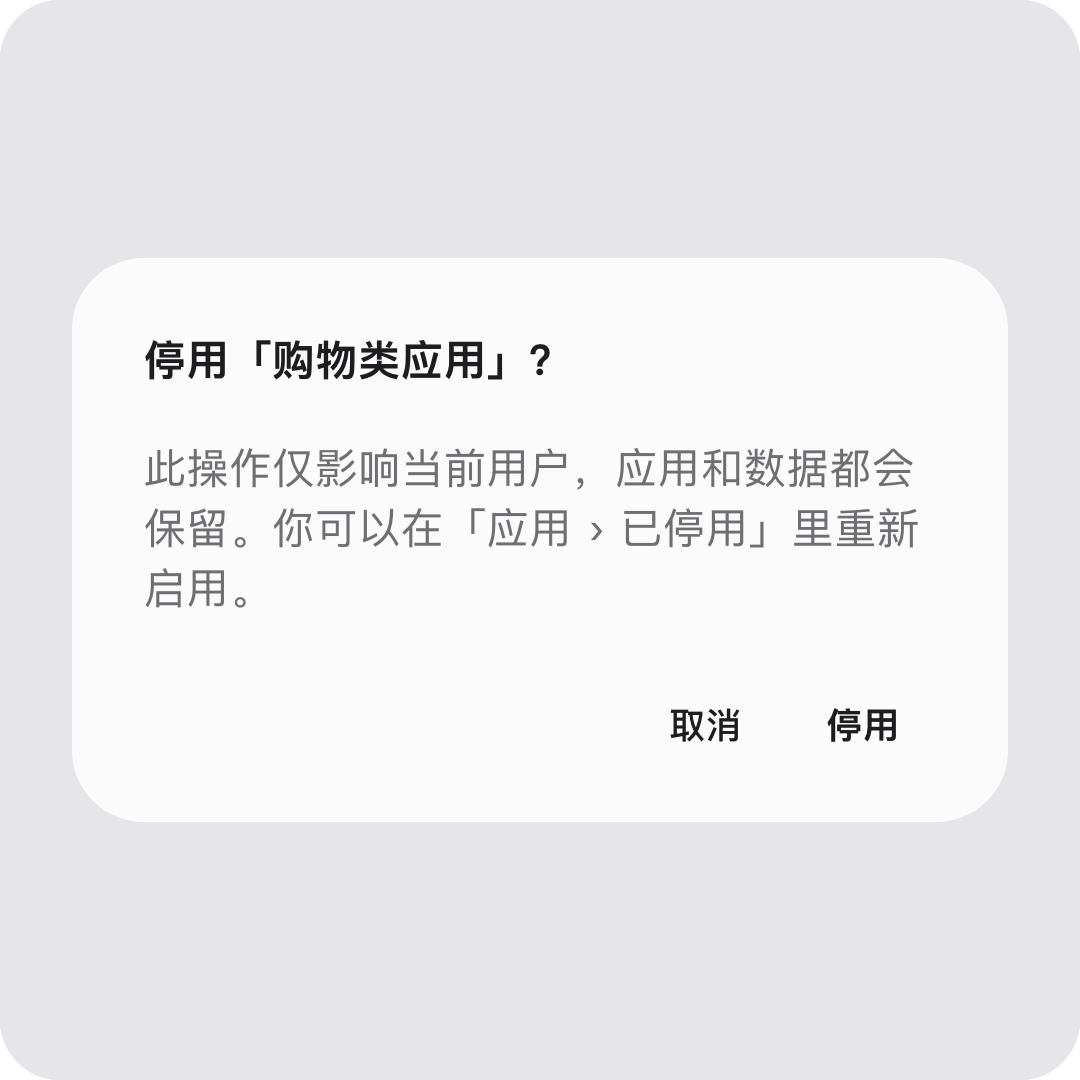 停用「购物类应用」?
此操作仅影响当前用户，应用和数据都会
保留。你可以在「应用 › 已停用」里重新
启用。
取消 停用